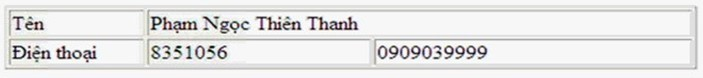 Tên Phạm Ngọc Thiên Thanh
Điện thoại 8351056 0909039999